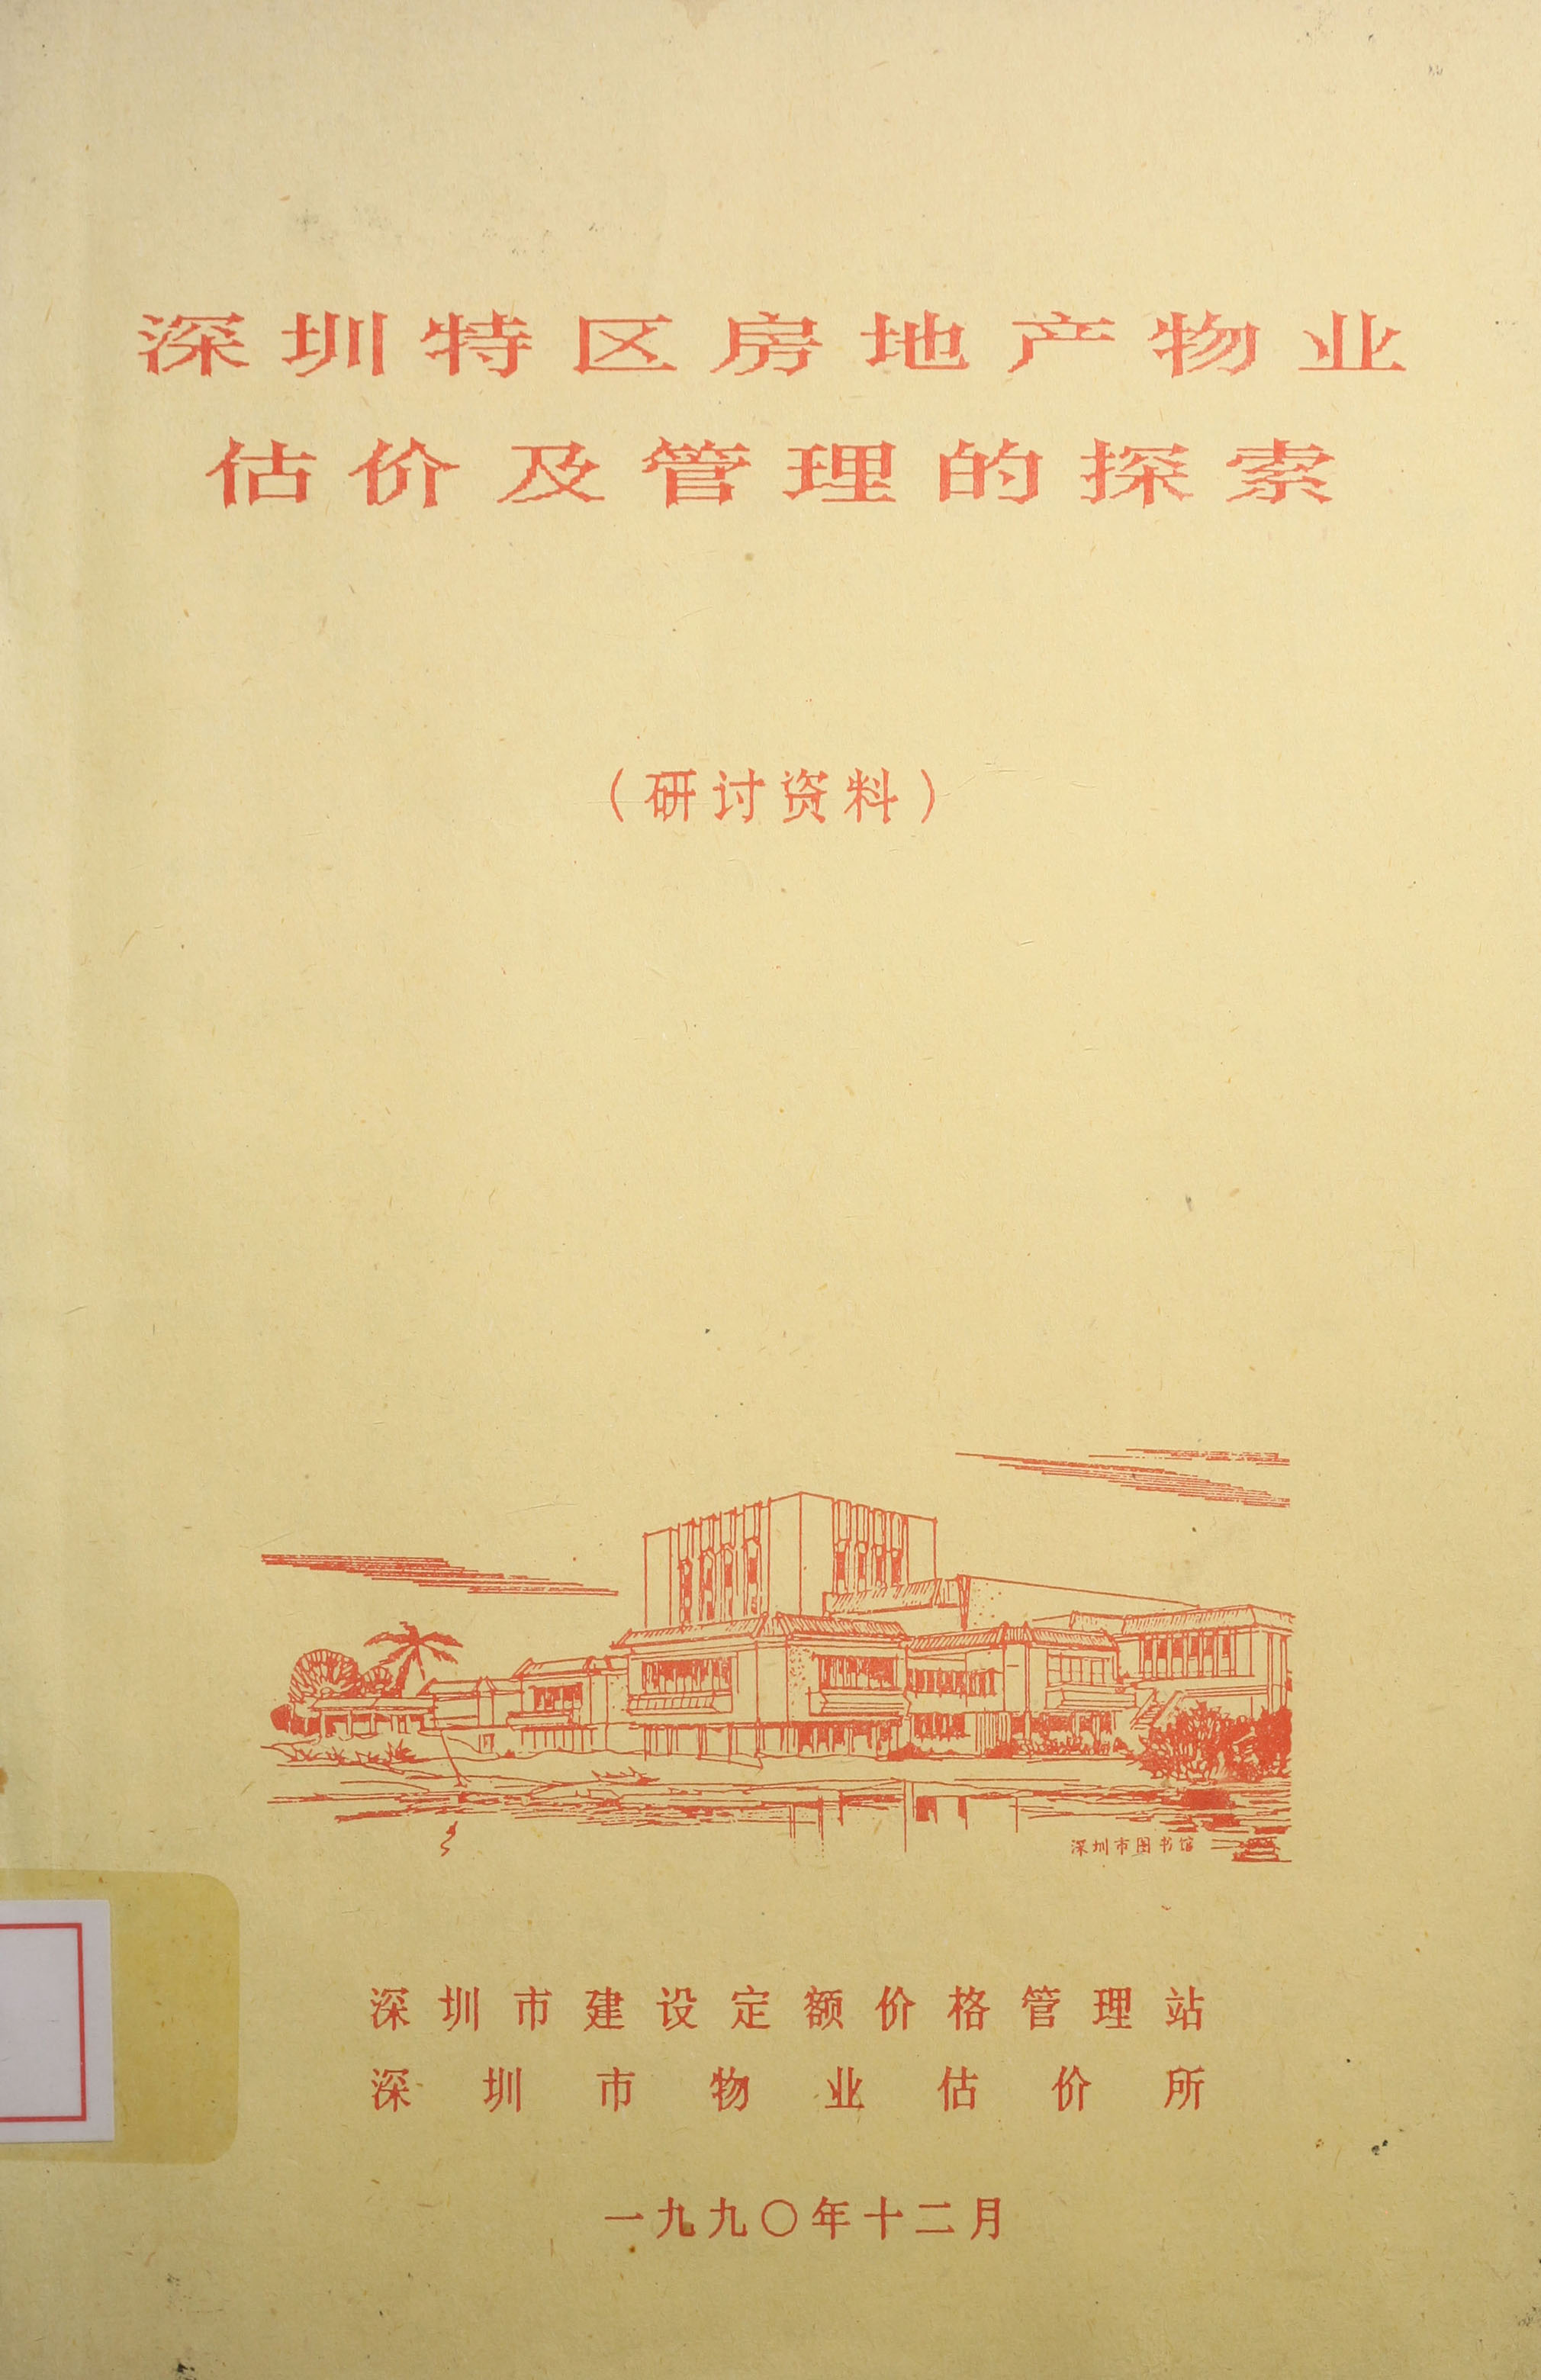 深圳特区房地产物业
估价及管理的探索
（研讨资料）
深圳市图书馆
深圳市建设定额价格管理站
深圳市物业估价所
一九九〇年十二月